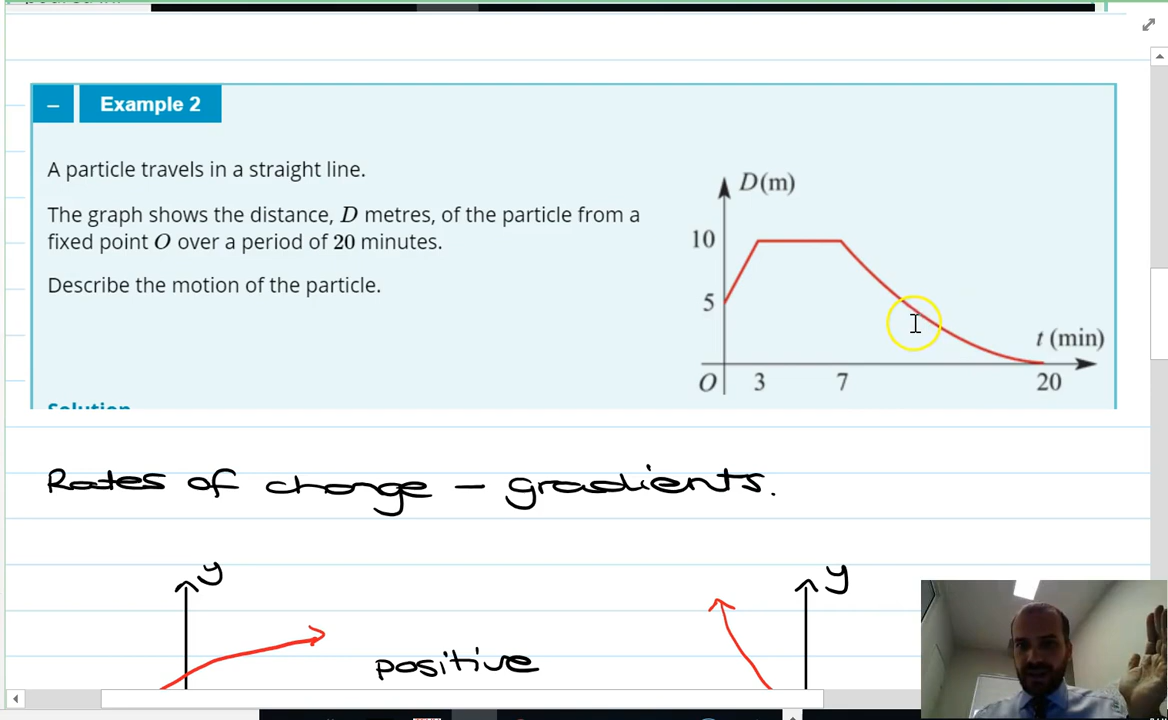 Example 2
A particle travels in a straight line.
The graph shows the distance, D metres, of the particle from a
fixed point O over a period of 20 minutes.
Describe the motion of the particle.
D(m)
10
5
t (min)
O 3 7 20
Solution
Rates of change - gradients.
y
y
positive